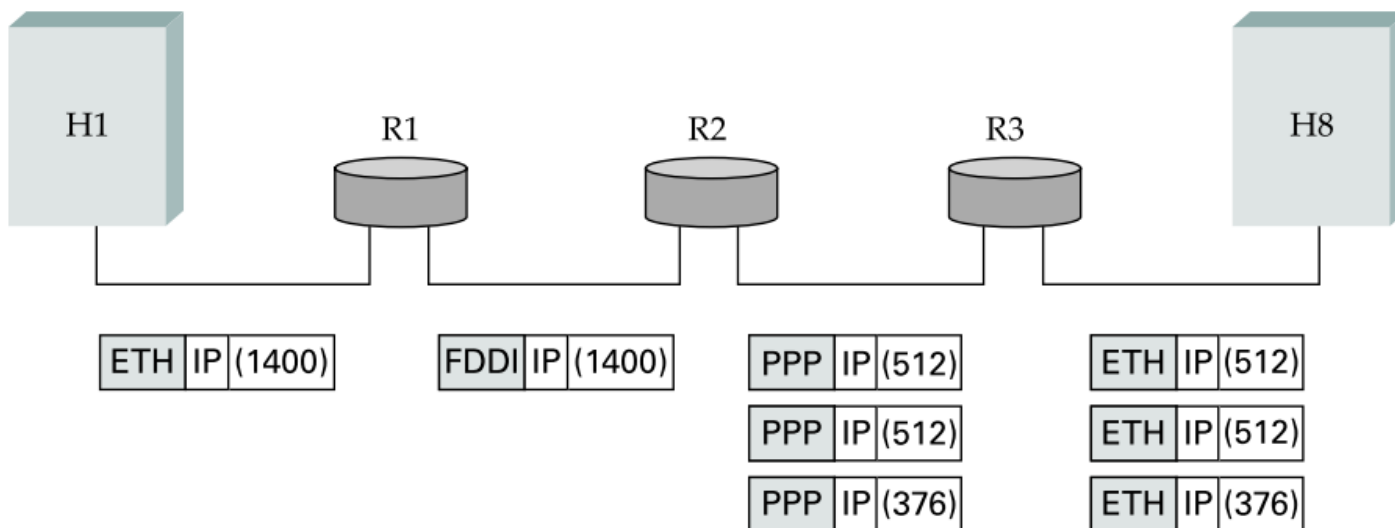 H1
R1
R2
R3
H8
ETH IP (1400)
FDDI IP (1400)
PPP IP (512)
ETH IP (512)
PPP IP (512)
ETH IP (512)
PPP IP (376)
ETH IP (376)